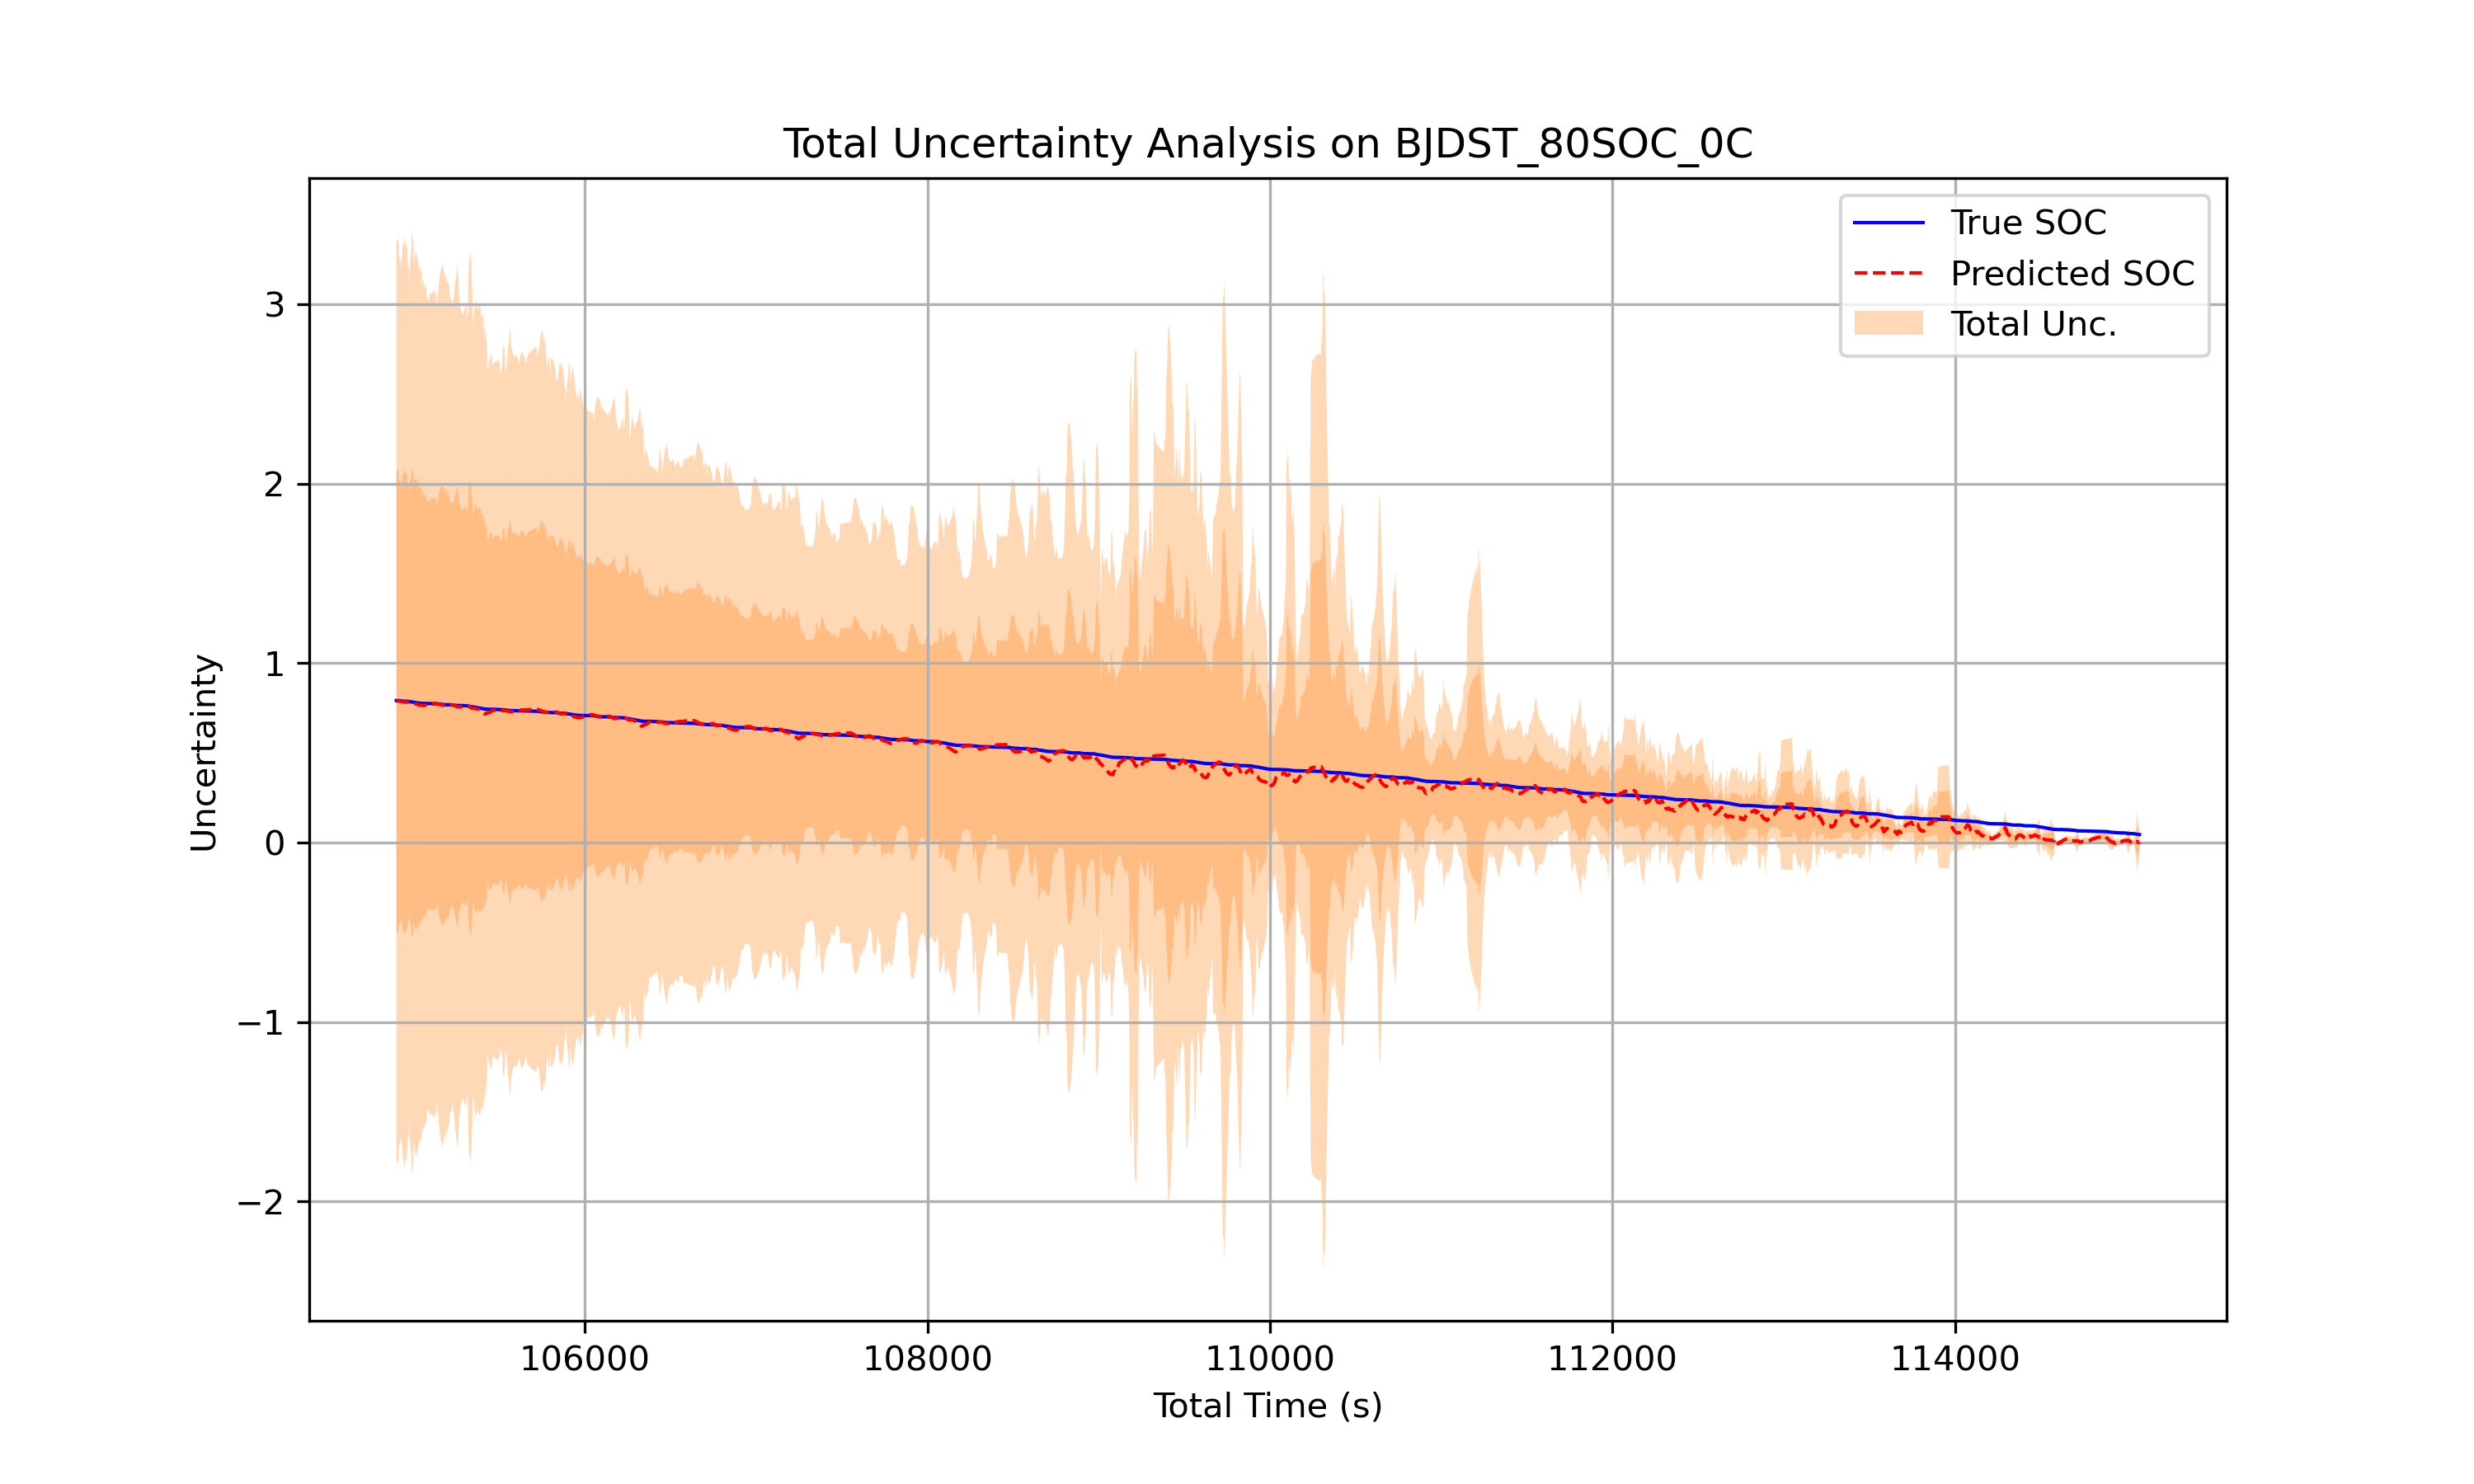 Total Uncertainty Analysis on BJDST_80SOC_0C
True SOC
Predicted SOC
Total Unc.
3
2
1
0
−1
−2
Uncertainty
106000 108000 110000 112000 114000
Total Time (s)